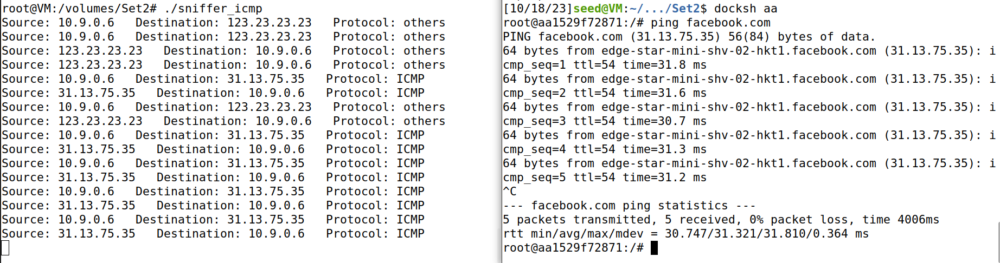 root@VM:/volumes/Set2# ./sniffer_icmp
Source: 10.9.0.6   Destination: 123.23.23.23   Protocol: others
Source: 10.9.0.6   Destination: 123.23.23.23   Protocol: others
Source: 123.23.23.23   Destination: 10.9.0.6   Protocol: others
Source: 123.23.23.23   Destination: 10.9.0.6   Protocol: others
Source: 10.9.0.6   Destination: 31.13.75.35   Protocol: ICMP
Source: 31.13.75.35   Destination: 10.9.0.6   Protocol: ICMP
Source: 10.9.0.6   Destination: 123.23.23.23   Protocol: others
Source: 123.23.23.23   Destination: 10.9.0.6   Protocol: others
Source: 10.9.0.6   Destination: 31.13.75.35   Protocol: ICMP
Source: 31.13.75.35   Destination: 10.9.0.6   Protocol: ICMP
Source: 10.9.0.6   Destination: 31.13.75.35   Protocol: ICMP
Source: 31.13.75.35   Destination: 10.9.0.6   Protocol: ICMP
Source: 10.9.0.6   Destination: 31.13.75.35   Protocol: ICMP
Source: 31.13.75.35   Destination: 10.9.0.6   Protocol: ICMP
Source: 10.9.0.6   Destination: 31.13.75.35   Protocol: ICMP
Source: 31.13.75.35   Destination: 10.9.0.6   Protocol: ICMP
[10/18/23]seed@VM:~/.../Set2$ docksh aa
root@aa1529f72871:/# ping facebook.com
PING facebook.com (31.13.75.35) 56(84) bytes of data.
64 bytes from edge-star-mini-shv-02-hkt1.facebook.com (31.13.75.35): i
cmp_seq=1 ttl=54 time=31.8 ms
64 bytes from edge-star-mini-shv-02-hkt1.facebook.com (31.13.75.35): i
cmp_seq=2 ttl=54 time=31.6 ms
64 bytes from edge-star-mini-shv-02-hkt1.facebook.com (31.13.75.35): i
cmp_seq=3 ttl=54 time=30.7 ms
64 bytes from edge-star-mini-shv-02-hkt1.facebook.com (31.13.75.35): i
cmp_seq=4 ttl=54 time=31.3 ms
64 bytes from edge-star-mini-shv-02-hkt1.facebook.com (31.13.75.35): i
cmp_seq=5 ttl=54 time=31.2 ms
^C
--- facebook.com ping statistics ---
5 packets transmitted, 5 received, 0% packet loss, time 4006ms
rtt min/avg/max/mdev = 30.747/31.321/31.810/0.364 ms
root@aa1529f72871:/#